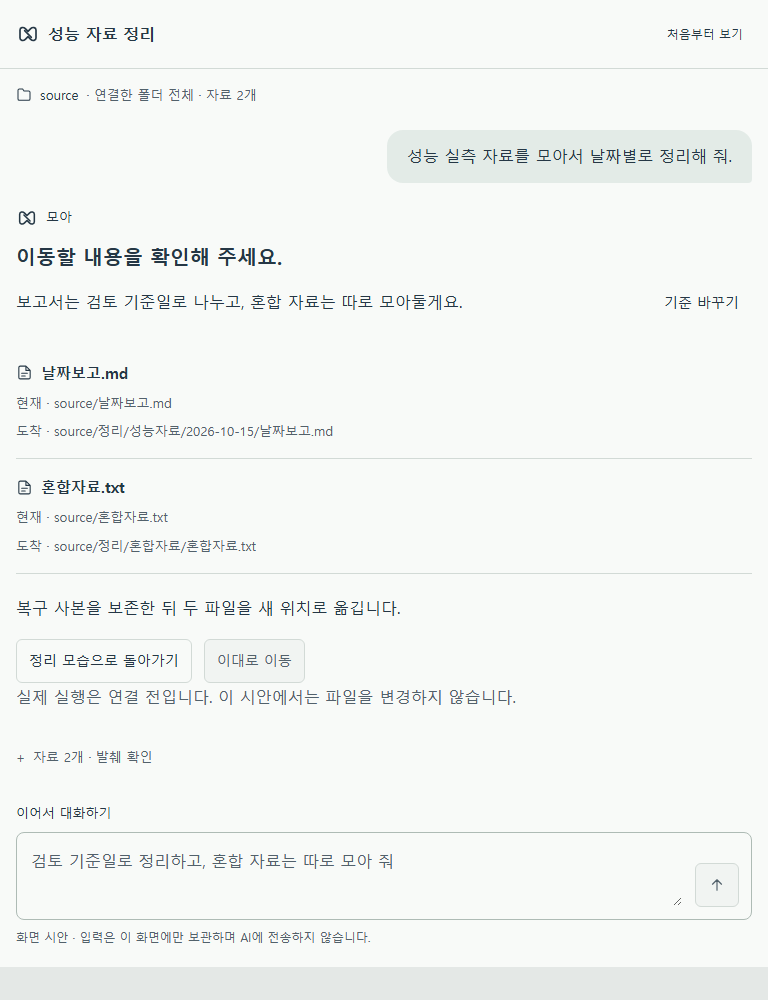 성능 자료 정리
처음부터 보기
source · 연결한 폴더 전체 · 자료 2개
성능 실측 자료를 모아서 날짜별로 정리해 줘.
모아
이동할 내용을 확인해 주세요.
보고서는 검토 기준일로 나누고, 혼합 자료는 따로 모아둘게요.
기준 바꾸기
날짜보고.md
현재 · source/날짜보고.md
도착 · source/정리/성능자료/2026-10-15/날짜보고.md
혼합자료.txt
현재 · source/혼합자료.txt
도착 · source/정리/혼합자료/혼합자료.txt
복구 사본을 보존한 뒤 두 파일을 새 위치로 옮깁니다.
정리 모습으로 돌아가기
이대로 이동
실제 실행은 연결 전입니다. 이 시안에서는 파일을 변경하지 않습니다.
+ 자료 2개 · 발췌 확인
이어서 대화하기
검토 기준일로 정리하고, 혼합 자료는 따로 모아 줘
화면 시안 · 입력은 이 화면에만 보관하며 AI에 전송하지 않습니다.